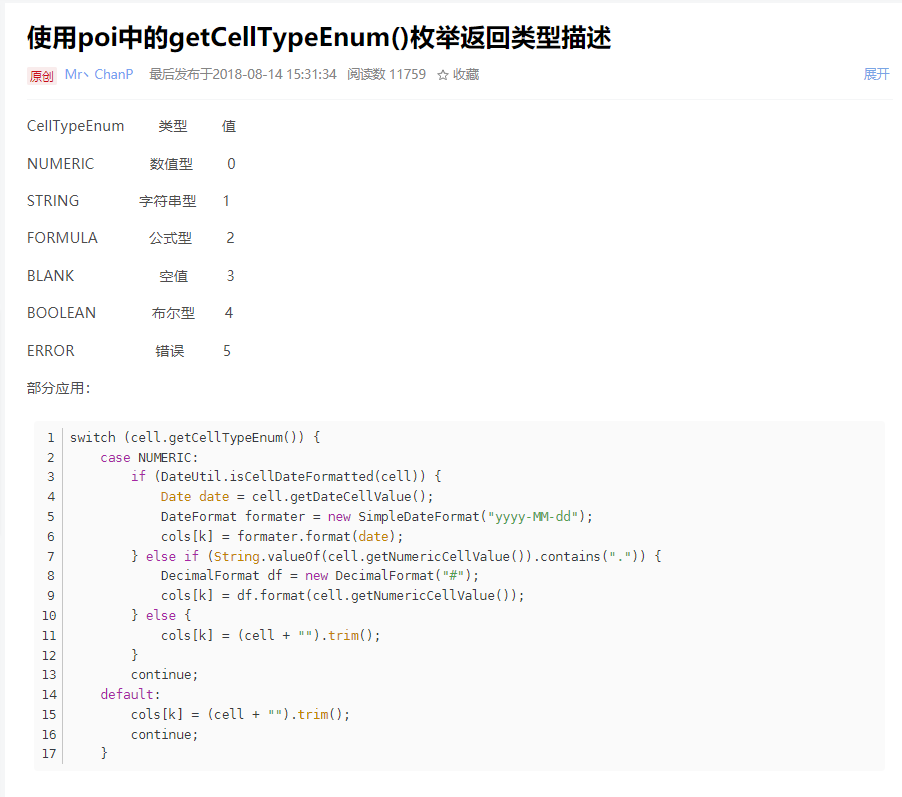 使用poi中的getCellTypeEnum()枚举返回类型描述
原创 Mr丶ChanP 最后发布于2018-08-14 15:31:34 阅读数 11759 ☆ 收藏 展开
CellTypeEnum 类型 值
NUMERIC 数值型 0
STRING 字符串型 1
FORMULA 公式型 2
BLANK 空值 3
BOOLEAN 布尔型 4
ERROR 错误 5
部分应用：
1 switch (cell.getCellTypeEnum()) {
2     case NUMERIC:
3         if (DateUtil.isCellDateFormatted(cell)) {
4             Date date = cell.getDateCellValue();
5             DateFormat formater = new SimpleDateFormat("yyyy-MM-dd");
6             cols[k] = formater.format(date);
7         } else if (String.valueOf(cell.getNumericCellValue()).contains(".")) {
8             DecimalFormat df = new DecimalFormat("#");
9             cols[k] = df.format(cell.getNumericCellValue());
10         } else {
11             cols[k] = (cell + "").trim();
12         }
13         continue;
14     default:
15         cols[k] = (cell + "").trim();
16         continue;
17     }